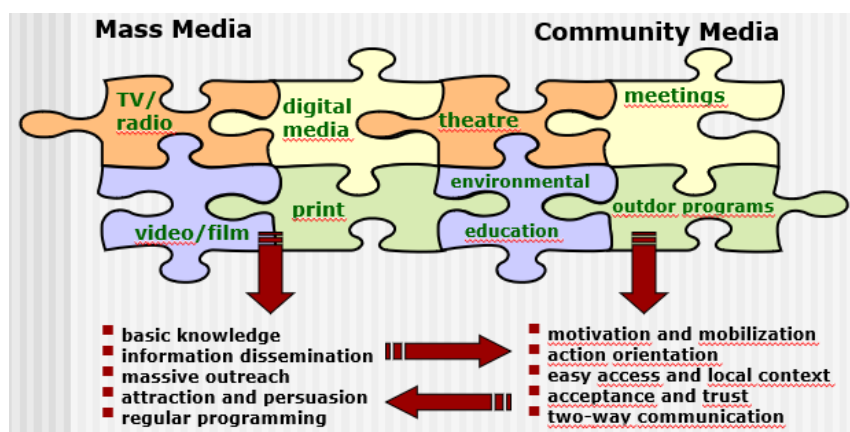 Mass Media
Community Media
TV/
radio
digital
media
theatre
meetings
video/film
print
environmental
education
outdor programs
basic knowledge
information dissemination
massive outreach
attraction and persuasion
regular programming
motivation and mobilization
action orientation
easy access and local context
acceptance and trust
two-way communication